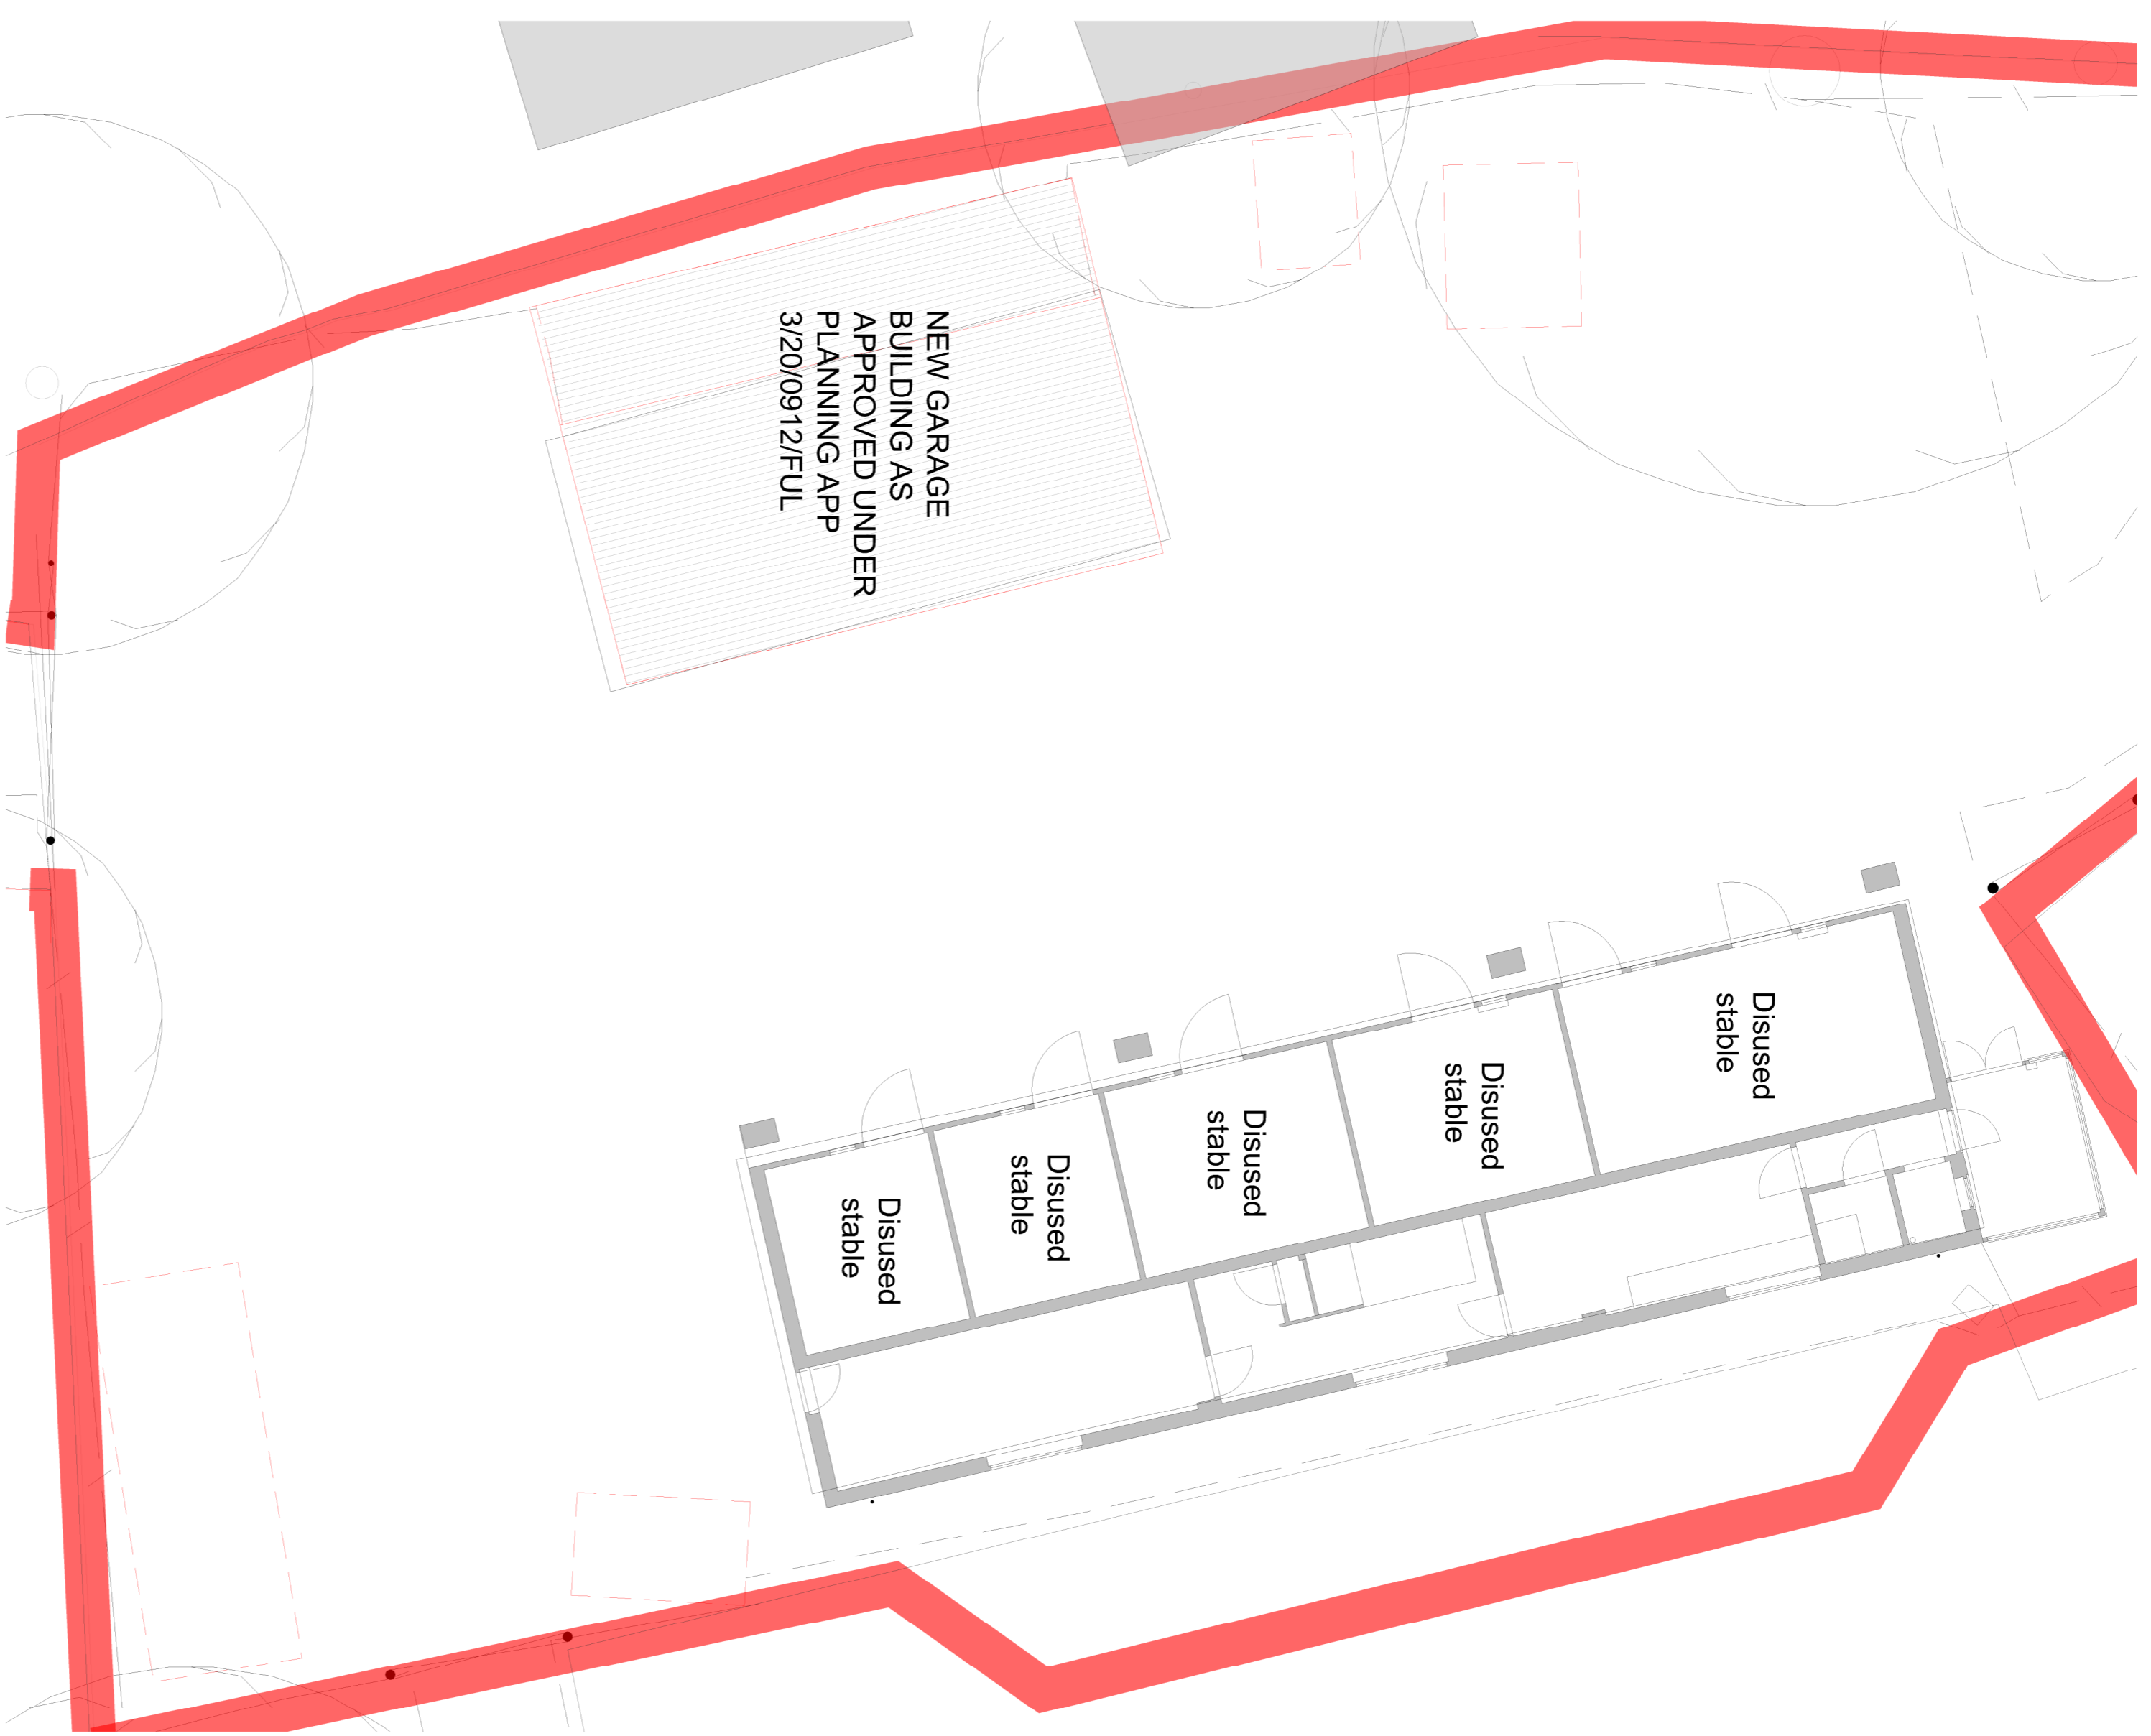 NEW GARAGE
BUILDING AS
APPROVED UNDER
PLANNING APP
3/20/0912/FUL
Disused
stable
Disused
stable
Disused
stable
Disused
stable
Disused
stable